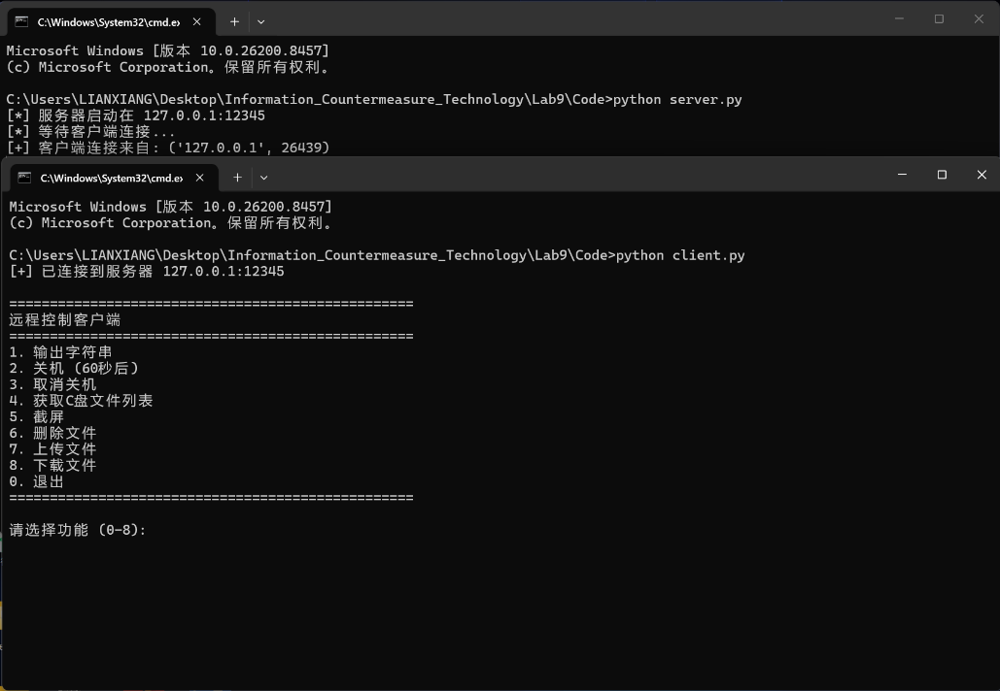 C:\Windows\System32\cmd.e×
Microsoft Windows [版本 10.0.26200.8457]
(c) Microsoft Corporation。保留所有权利。
C:\Users\LIANXIANG\Desktop\Information_Countermeasure_Technology\Lab9\Code>python server.py
[*] 服务器启动在 127.0.0.1:12345
[*] 等待客户端连接...
[+] 客户端连接来自: ('127.0.0.1', 26439)
C:\Windows\System32\cmd.e×
Microsoft Windows [版本 10.0.26200.8457]
(c) Microsoft Corporation。保留所有权利。
C:\Users\LIANXIANG\Desktop\Information_Countermeasure_Technology\Lab9\Code>python client.py
[+] 已连接到服务器 127.0.0.1:12345
==================================================
远程控制客户端
==================================================
1. 输出字符串
2. 关机 (60秒后)
3. 取消关机
4. 获取C盘文件列表
5. 截屏
6. 删除文件
7. 上传文件
8. 下载文件
0. 退出
==================================================
请选择功能 (0-8):